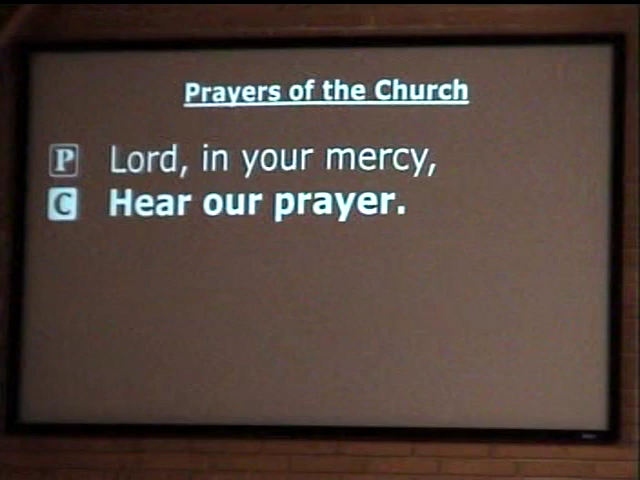 Prayers of the Church
P Lord, in your mercy,
C Hear our prayer.